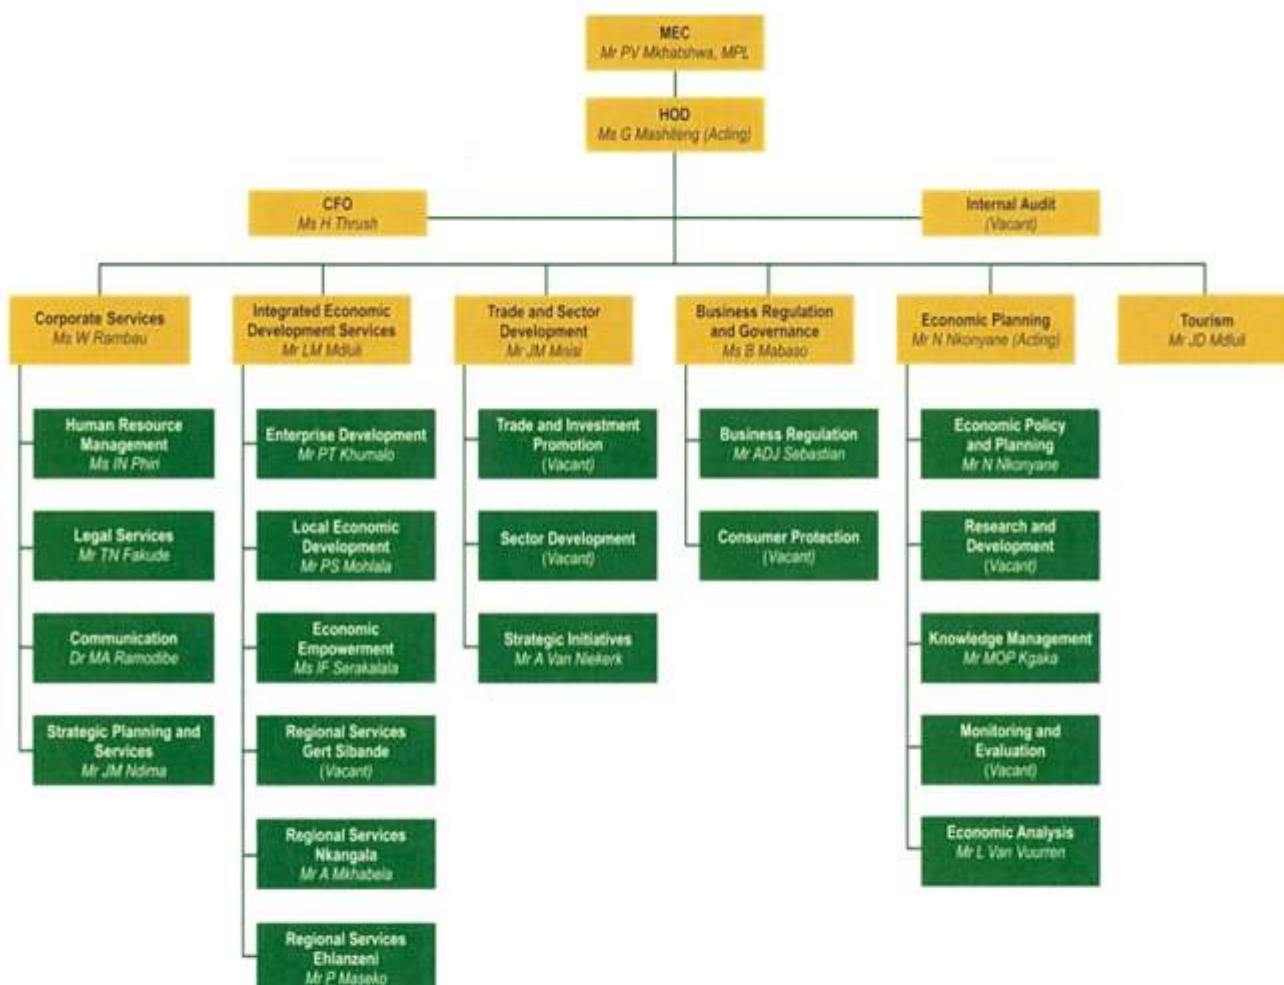 MEC
Mr PV Mkhatshwa, MPL
HOD
Ms G Mashiteng (Acting)
CFO
Ms H Thrush
Internal Audit
(Vacant)
Corporate Services
Ms W Rambau
Integrated Economic
Development Services
Mr LM Mdluli
Trade and Sector
Development
Mr JM Mnisi
Business Regulation
and Governance
Ms B Mabaso
Economic Planning
Mr N Nkonyane (Acting)
Tourism
Mr JD Mdluli
Human Resource
Management
Ms IN Phiri
Legal Services
Mr TN Fakude
Communication
Dr MA Ramodibe
Strategic Planning and
Services
Mr JM Ndima
Enterprise Development
Mr PT Khumalo
Local Economic
Development
Mr PS Mohlala
Economic
Empowerment
Ms IF Serakalala
Regional Services
Gert Sibande
(Vacant)
Regional Services
Nkangala
Mr A Mkhabela
Regional Services
Ehlanzeni
Mr P Maseko
Trade and Investment
Promotion
(Vacant)
Sector Development
(Vacant)
Strategic Initiatives
Mr A Van Niekerk
Business Regulation
Mr ADJ Sebastian
Consumer Protection
(Vacant)
Economic Policy
and Planning
Mr N Nkonyane
Research and
Development
(Vacant)
Knowledge Management
Mr MOP Kgaka
Monitoring and
Evaluation
(Vacant)
Economic Analysis
Mr L Van Vuurren